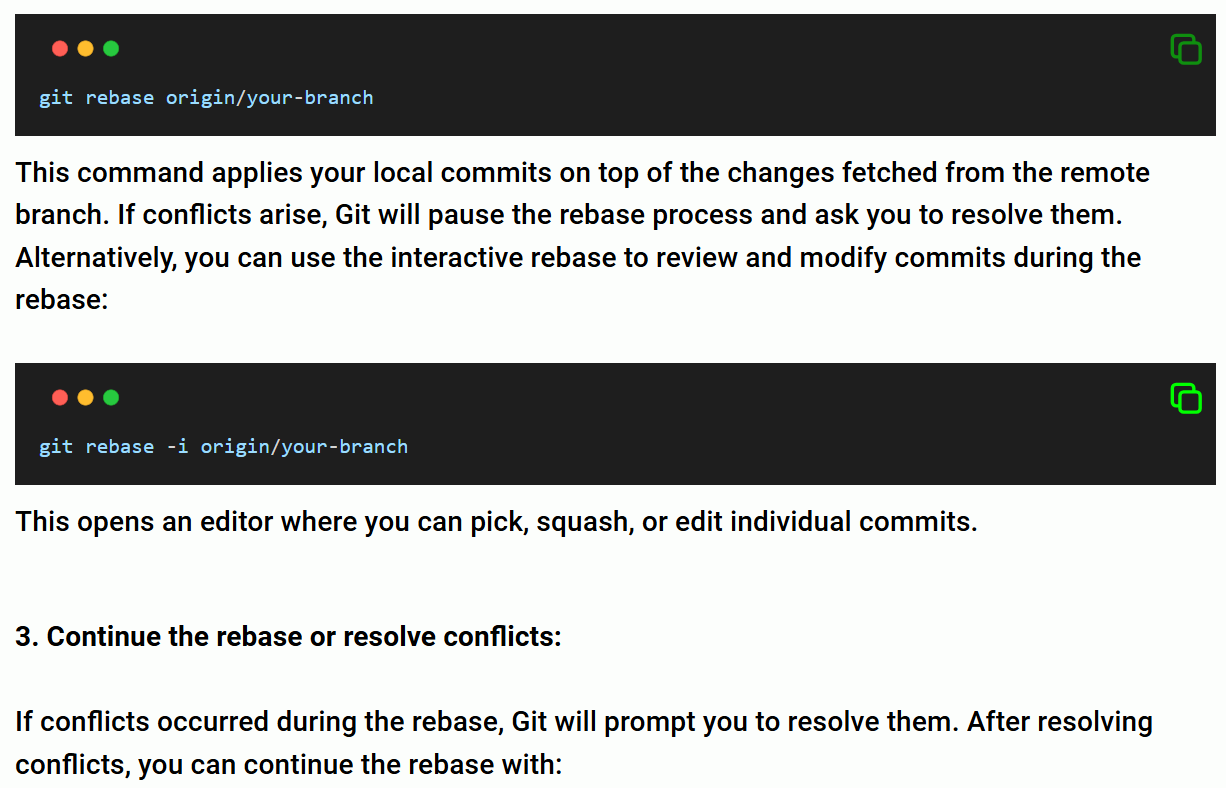 git rebase origin/your-branch
This command applies your local commits on top of the changes fetched from the remote
branch. If conflicts arise, Git will pause the rebase process and ask you to resolve them.
Alternatively, you can use the interactive rebase to review and modify commits during the
rebase:
git rebase -i origin/your-branch
This opens an editor where you can pick, squash, or edit individual commits.
3. Continue the rebase or resolve conflicts:
If conflicts occurred during the rebase, Git will prompt you to resolve them. After resolving
conflicts, you can continue the rebase with: